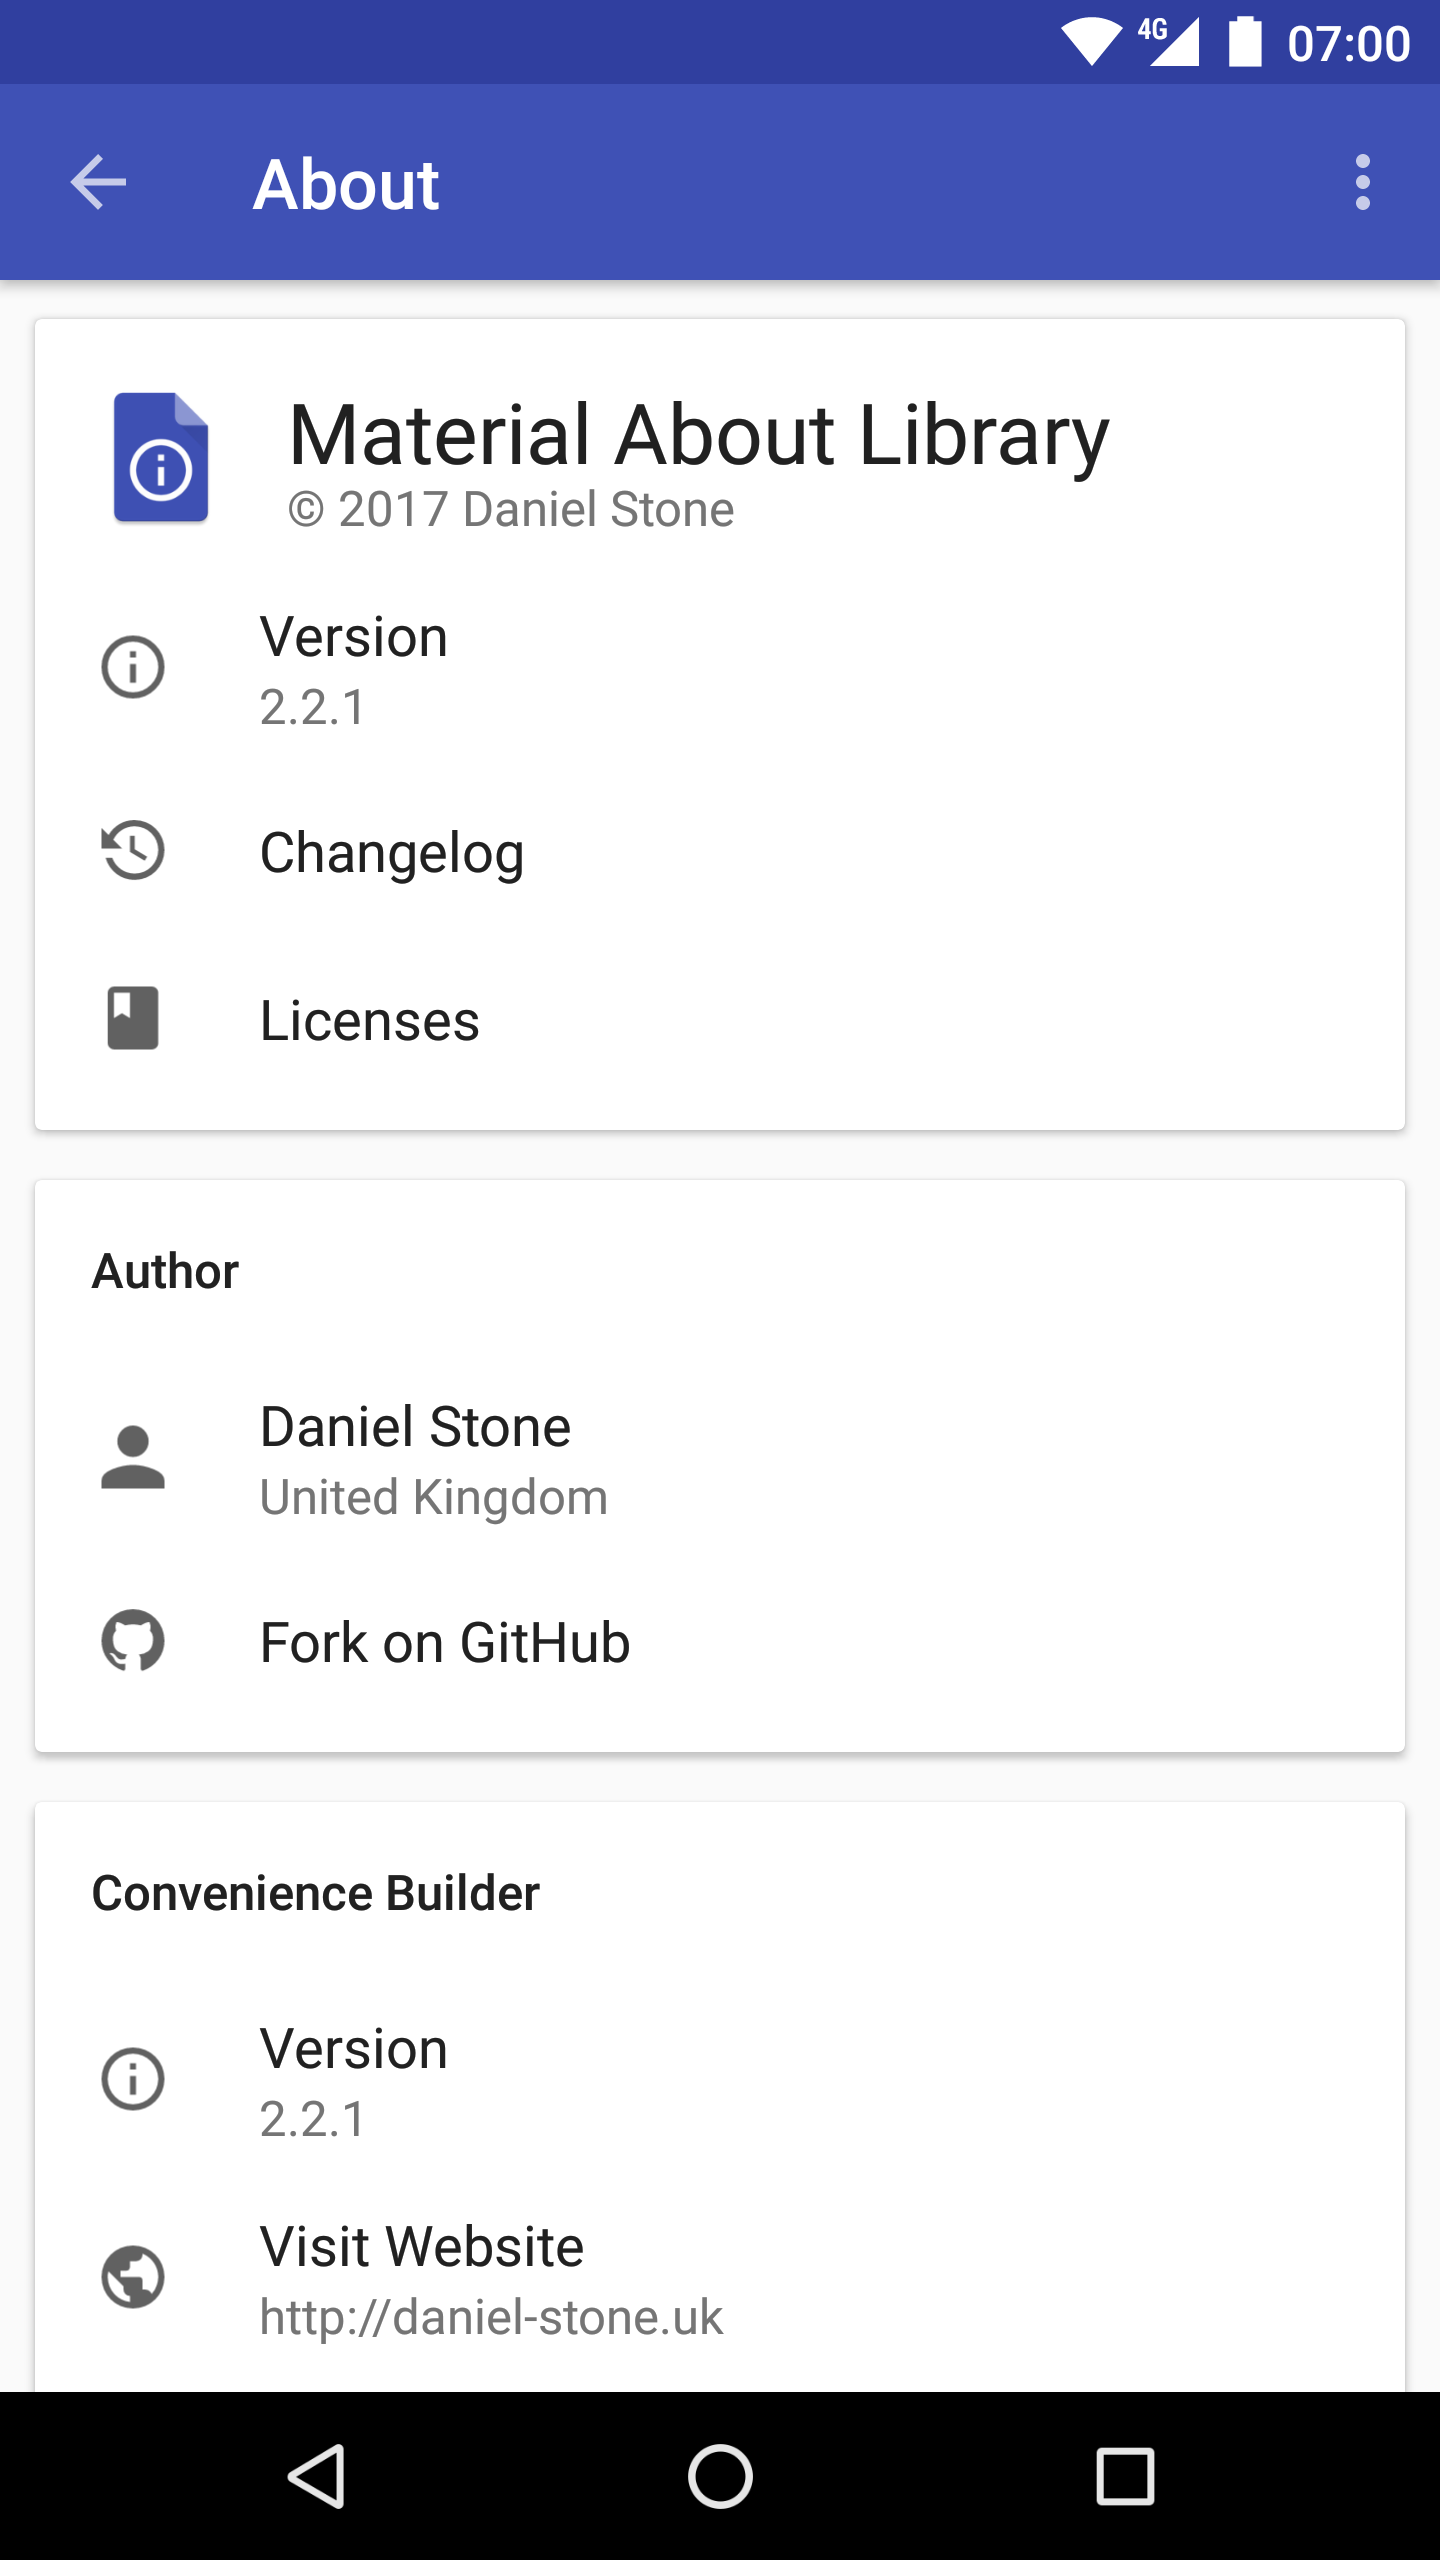 4G 07:00
About
Material About Library
© 2017 Daniel Stone
Version
2.2.1
Changelog
Licenses
Author
Daniel Stone
United Kingdom
Fork on GitHub
Convenience Builder
Version
2.2.1
Visit Website
http://daniel-stone.uk